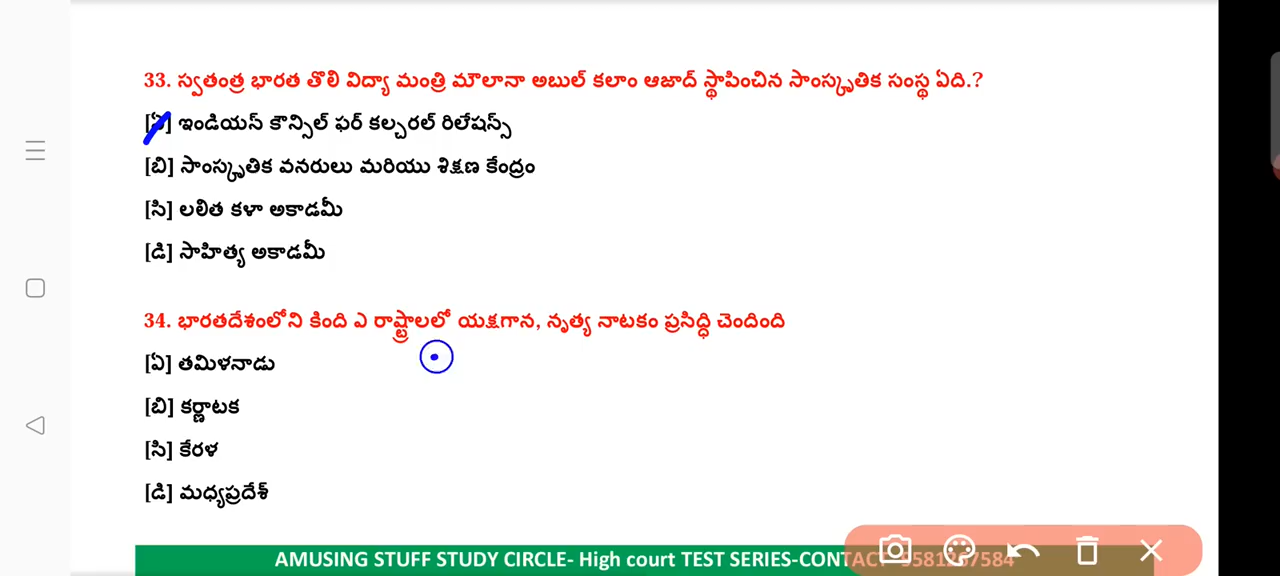 33. స్వతంత్ర భారత తొలి విద్యా మంత్రి మౌలానా అబుల్ కలాం ఆజాద్ స్థాపించిన సాంస్కృతిక సంస్థ ఏది.?
[ఏ] ఇండియన్ కౌన్సిల్ ఫర్ కల్చరల్ రిలేషన్స్
[బి] సాంస్కృతిక వనరులు మరియు శిక్షణ కేంద్రం
[సి] లలిత కళా అకాడమీ
[డి] సాహిత్య అకాడమీ
34. భారతదేశంలోని కింది ఎ రాష్ట్రాలలో యక్షగాన, నృత్య నాటకం ప్రసిద్ధి చెందింది
[ఏ] తమిళనాడు
[బి] కర్ణాటక
[సి] కేరళ
[డి] మధ్యప్రదేశ్
AMUSING STUFF STUDY CIRCLE- High court TEST SERIES-CONTACT